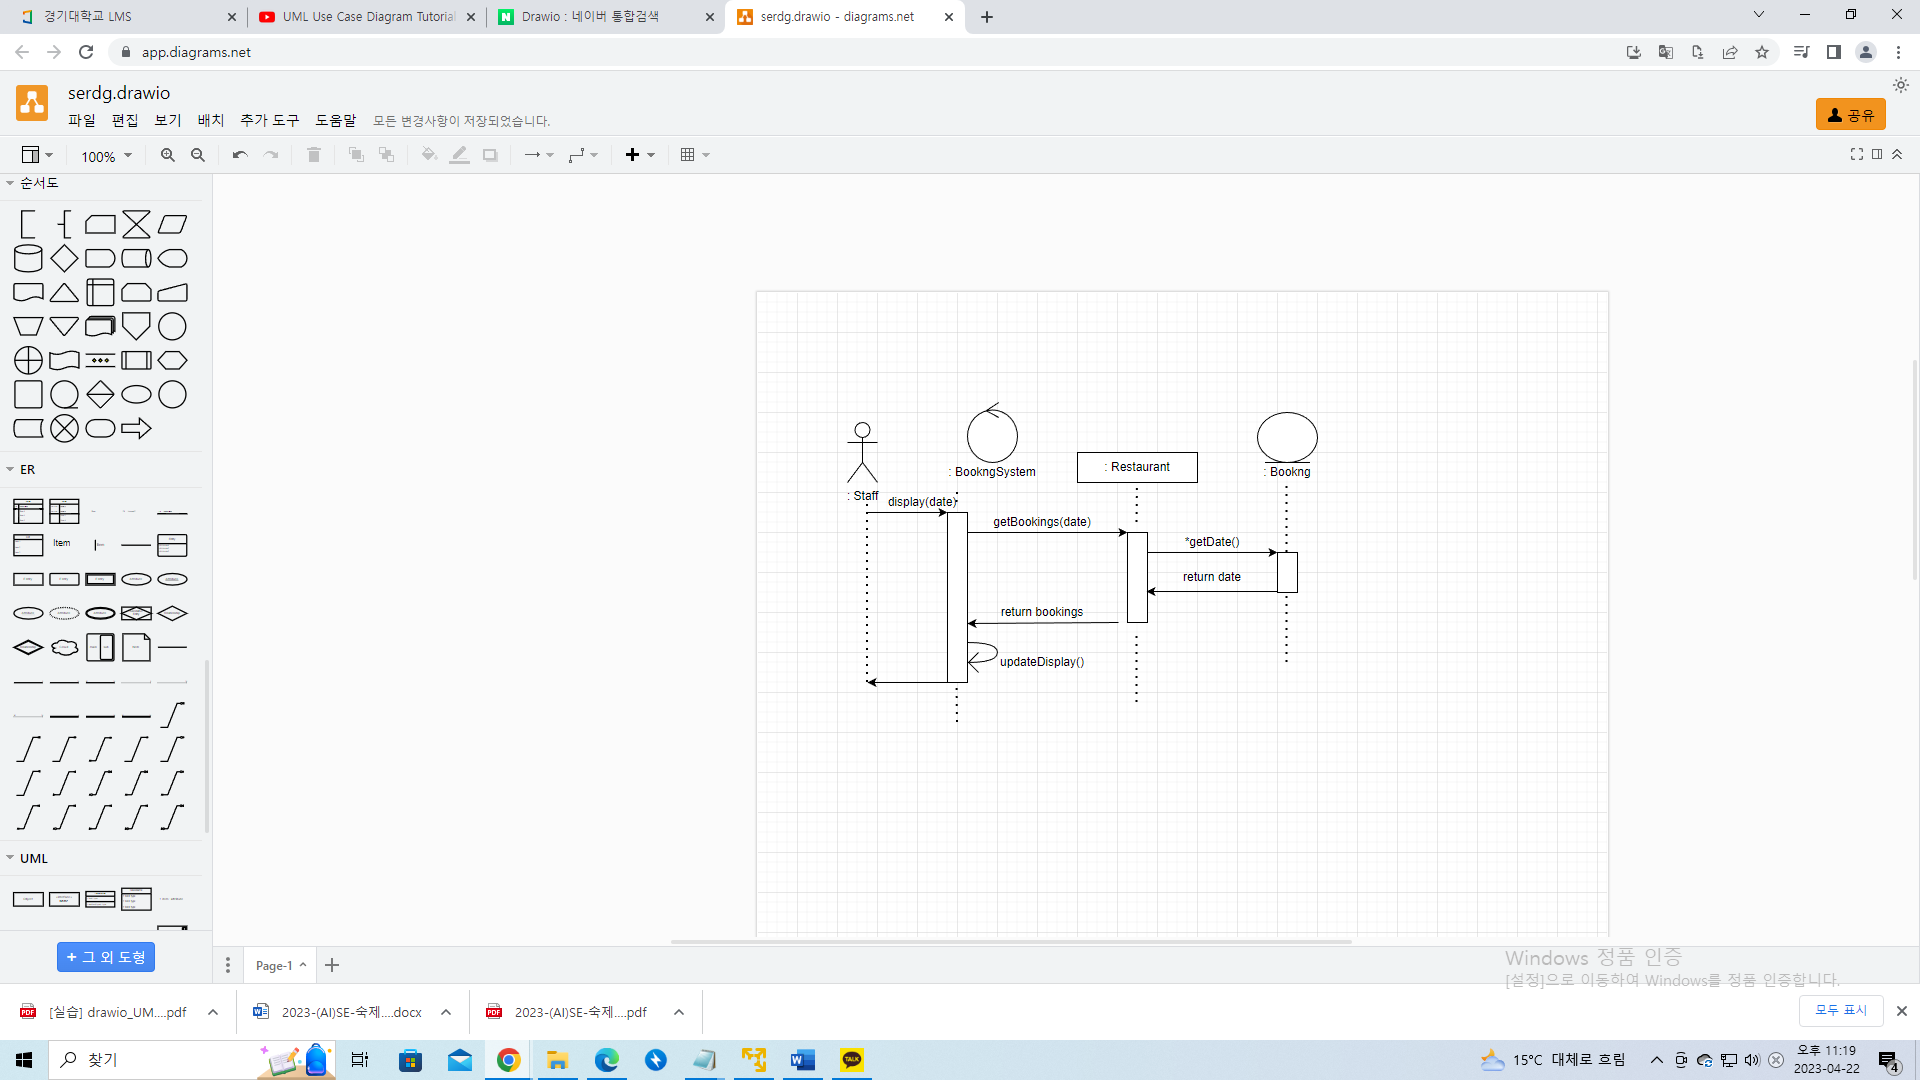 경기대학교 LMS
UML Use Case Diagram Tutorial
Drawio : 네이버 통합검색
serdg.drawio - diagrams.net
app.diagrams.net
serdg.drawio
파일 편집 보기 배치 추가 도구 도움말 모든 변경사항이 저장되었습니다.
공유
100%
순서도
ER
Item
UML
+ 그 외 도형
: Staff
: BookngSystem
: Restaurant
: Bookng
display(date)
getBookings(date)
*getDate()
return date
return bookings
updateDisplay()
Page-1
Windows 정품 인증
[설정]으로 이동하여 Windows를 정품 인증합니다.
[실습] drawio_UM....pdf
2023-(AI)SE-숙제....docx
2023-(AI)SE-숙제....pdf
모두 표시
찾기
TALK
15°C 대체로 흐림
오후 11:19
2023-04-22
4